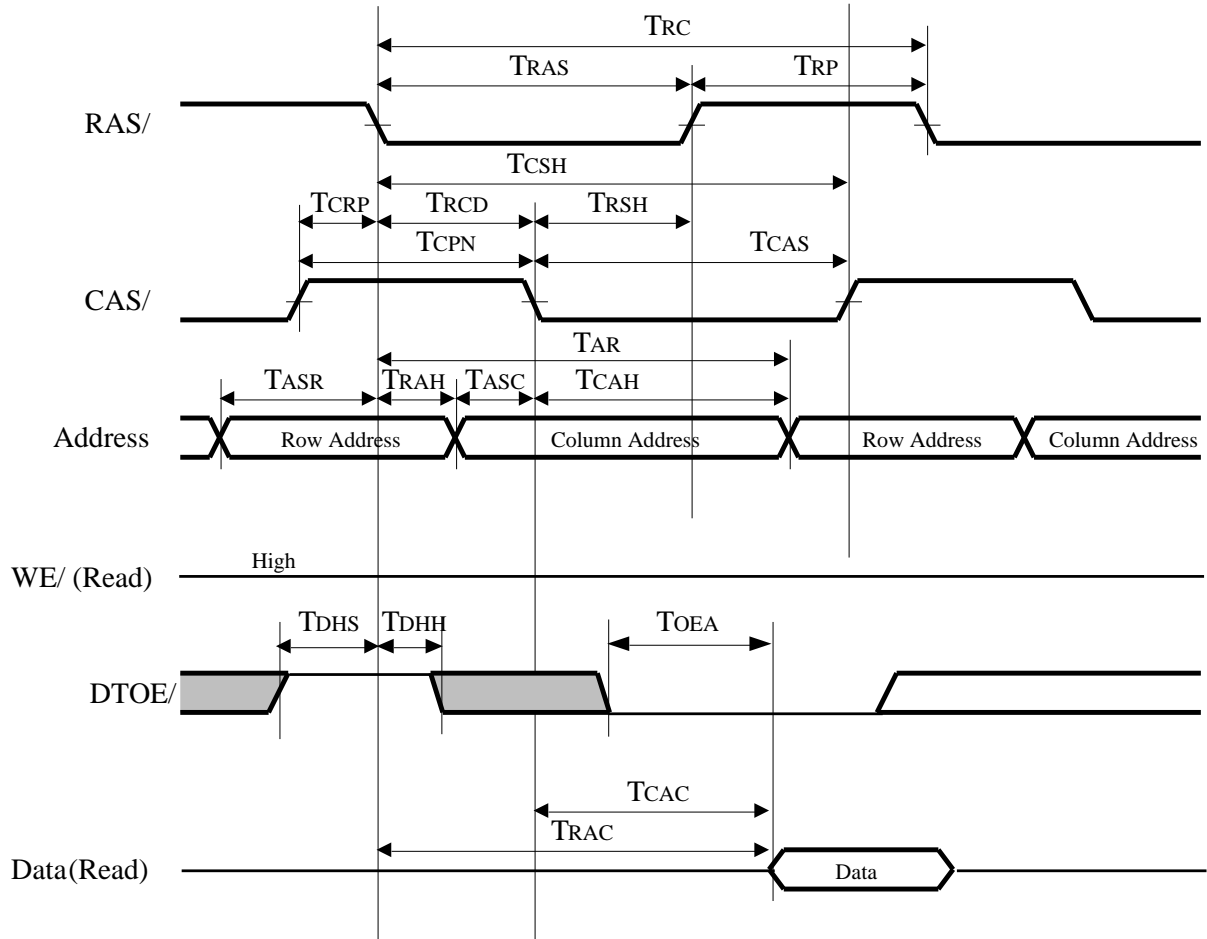 TRC
TRAS TRP
RAS/
TCSH
TCRP TRCD TRSH
TCPN TCAS
CAS/
TAR
TASR TRAH TASC TCAH
Address Row Address Column Address Row Address Column Address
High
WE/ (Read)
TDHS TDHH TOEA
DTOE/
TCAC
TRAC
Data(Read) Data